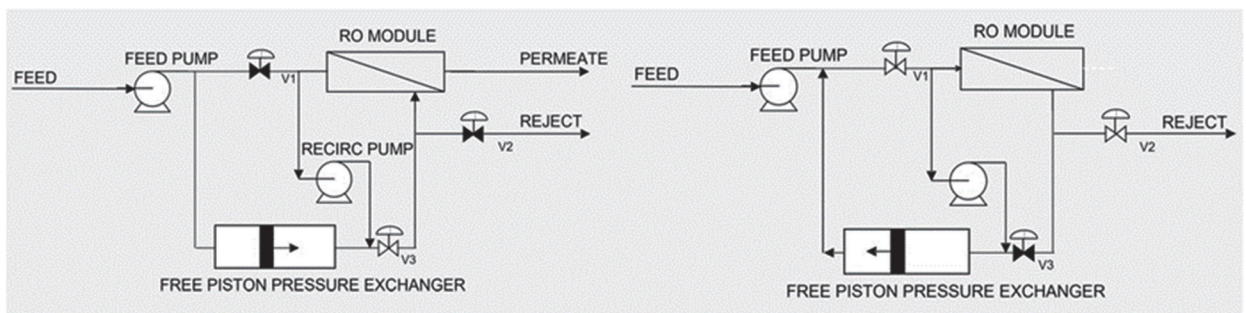 RO MODULE
FEED PUMP
PERMEATE
FEED
V1
REJECT
V2
RECIRC PUMP
V3
FREE PISTON PRESSURE EXCHANGER
RO MODULE
FEED PUMP
FEED
V1
REJECT
V2
V3
FREE PISTON PRESSURE EXCHANGER